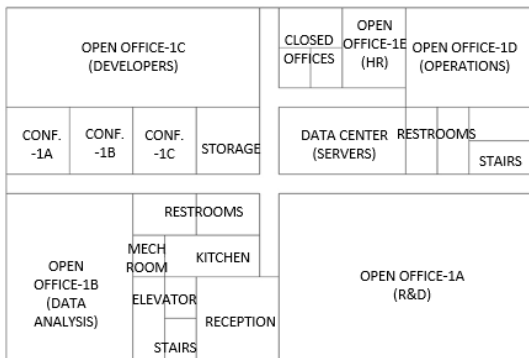 OPEN OFFICE-1C
(DEVELOPERS)
CLOSED
OFFICES
OPEN
OFFICE-1E
(HR)
OPEN OFFICE-1D
(OPERATIONS)
CONF.
-1A
CONF.
-1B
CONF.
-1C
STORAGE
DATA CENTER
(SERVERS)
RESTROOMS
STAIRS
RESTROOMS
MECH
ROOM
KITCHEN
OPEN
OFFICE-1B
(DATA
ANALYSIS)
ELEVATOR
STAIRS
RECEPTION
OPEN OFFICE-1A
(R&D)